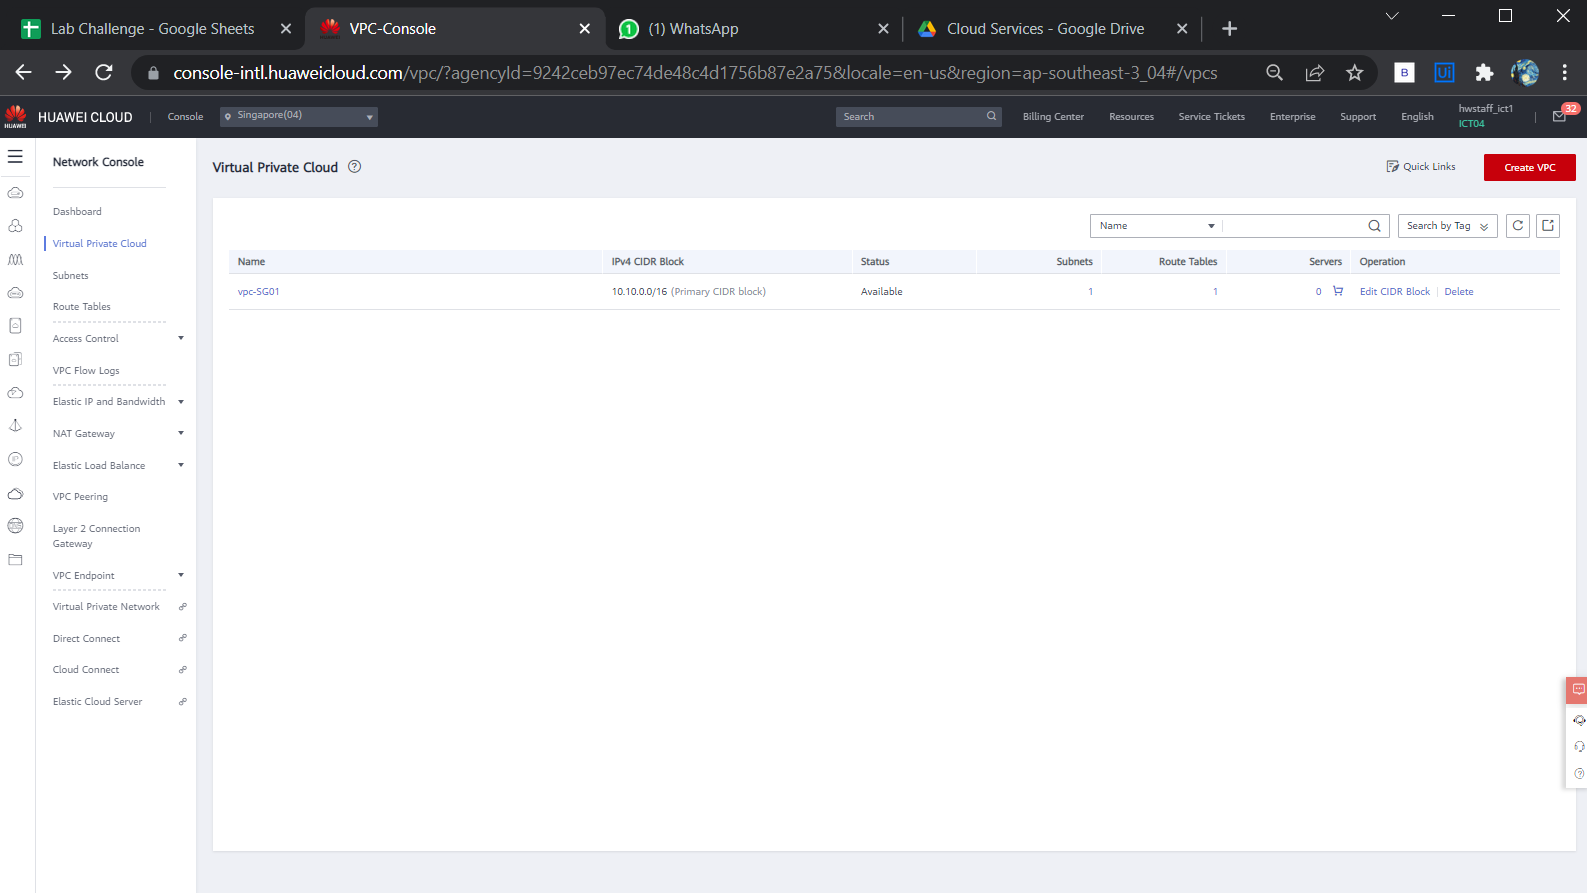 Lab Challenge - Google Sheets
VPC-Console
(1) WhatsApp
Cloud Services - Google Drive
console-intl.huaweicloud.com/vpc/?agencyId=9242ceb97ec74de48c4d1756b87e2a75&locale=en-us&region=ap-southeast-3_04#/vpcs
B
Ui
HUAWEI
HUAWEI CLOUD
Console
Singapore(04)
Search
Billing Center
Resources
Service Tickets
Enterprise
Support
English
hwstaff_ict1
ICT04
32
Network Console
Dashboard
Virtual Private Cloud
Subnets
Route Tables
Access Control
VPC Flow Logs
Elastic IP and Bandwidth
NAT Gateway
Elastic Load Balance
VPC Peering
Layer 2 Connection
Gateway
VPC Endpoint
Virtual Private Network
Direct Connect
Cloud Connect
Elastic Cloud Server
Virtual Private Cloud
Quick Links
Create VPC
Name
Search by Tag
Name IPv4 CIDR Block Status Subnets Route Tables Servers Operation
vpc-SG01 10.10.0.0/16 (Primary CIDR block) Available 1 1 0 Edit CIDR Block Delete